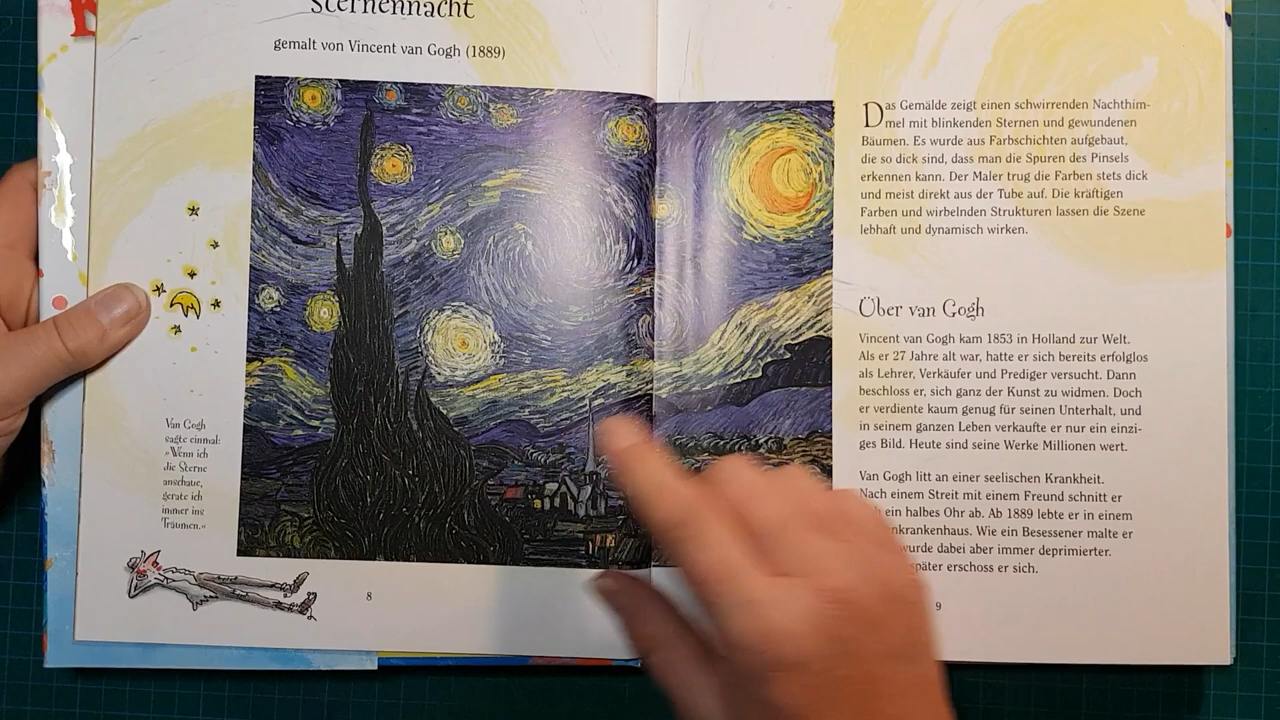 Sternennacht
gemalt von Vincent van Gogh (1889)
Van Gogh
sagte einmal:
»Wenn ich
die Sterne
anschaue,
gerate ich
immer ins
Träumen.«
8
Das Gemälde zeigt einen schwirrenden Nachthim-
mel mit blinkenden Sternen und gewundenen
Bäumen. Es wurde aus Farbschichten aufgebaut,
die so dick sind, dass man die Spuren des Pinsels
erkennen kann. Der Maler trug die Farben stets dick
und meist direkt aus der Tube auf. Die kräftigen
Farben und wirbelnden Strukturen lassen die Szene
lebhaft und dynamisch wirken.
Über van Gogh
Vincent van Gogh kam 1853 in Holland zur Welt.
Als er 27 Jahre alt war, hatte er sich bereits erfolglos
als Lehrer, Verkäufer und Prediger versucht. Dann
beschloss er, sich ganz der Kunst zu widmen. Doch
er verdiente kaum genug für seinen Unterhalt, und
in seinem ganzen Leben verkaufte er nur ein einzi-
ges Bild. Heute sind seine Werke Millionen wert.
Van Gogh litt an einer seelischen Krankheit.
Nach einem Streit mit einem Freund schnitt er
ein halbes Ohr ab. Ab 1889 lebte er in einem
nkrankenhaus. Wie ein Besessener malte er
wurde dabei aber immer deprimierter.
später erschoss er sich.
9